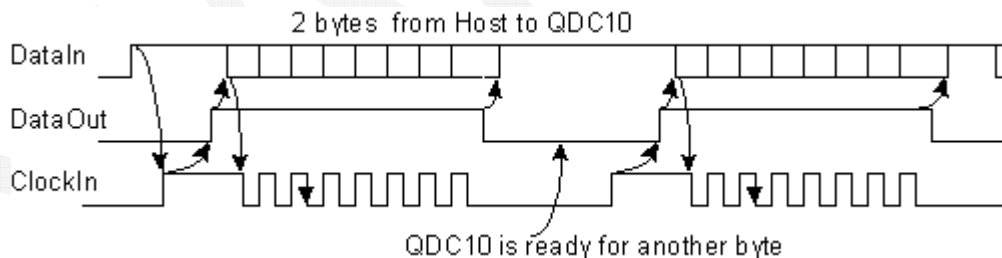 2 bytes from Host to QDC10
DataIn
DataOut
ClockIn
QDC10 is ready for another byte